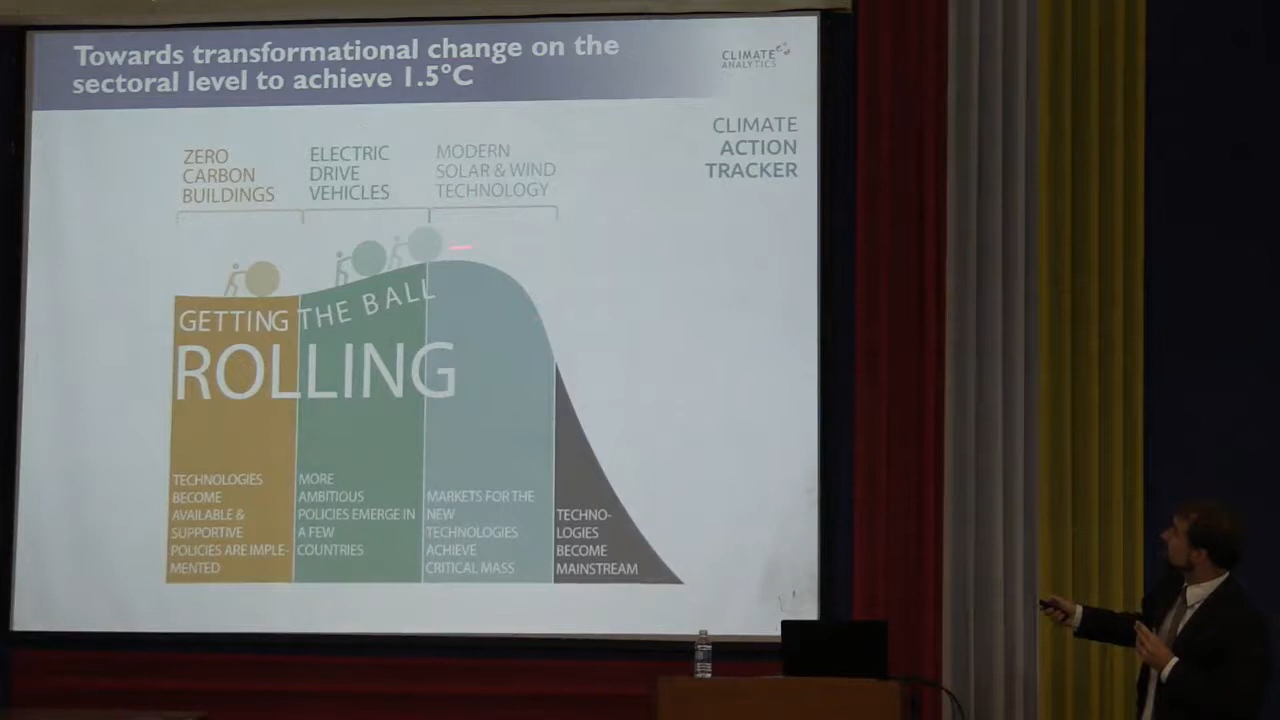 Towards transformational change on the
sectoral level to achieve 1.5°C
CLIMATE
ANALYTICS
CLIMATE
ACTION
TRACKER
ZERO
CARBON
BUILDINGS
ELECTRIC
DRIVE
VEHICLES
MODERN
SOLAR & WIND
TECHNOLOGY
GETTING THE BALL
ROLLING
TECHNOLOGIES
BECOME
AVAILABLE &
SUPPORTIVE
POLICIES ARE IMPLE-
MENTED
MORE
AMBITIOUS
POLICIES EMERGE IN
A FEW
COUNTRIES
MARKETS FOR THE
NEW
TECHNOLOGIES
ACHIEVE
CRITICAL MASS
TECHNO-
LOGIES
BECOME
MAINSTREAM